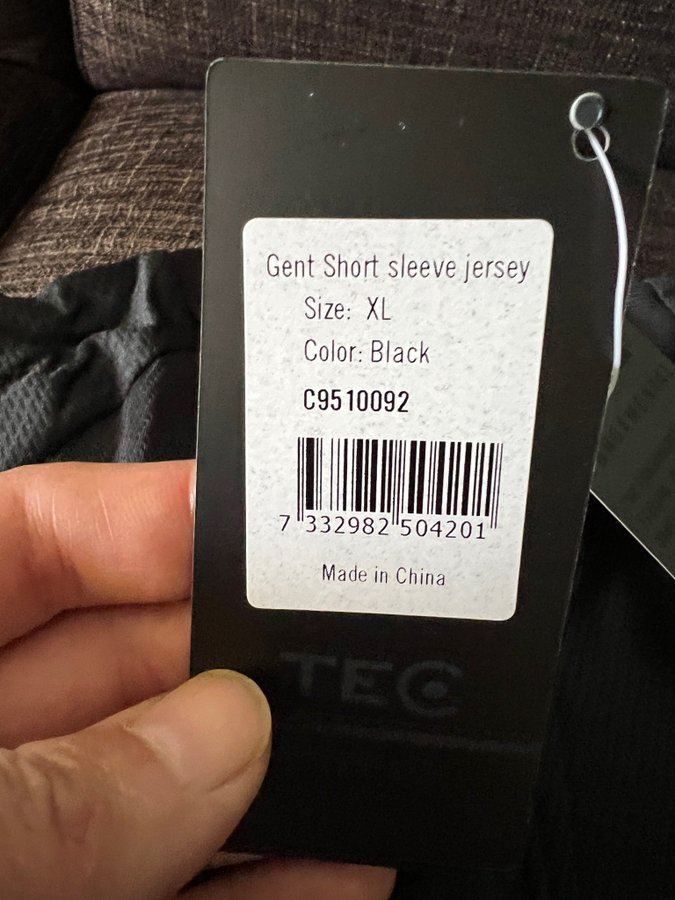 Gent Short sleeve jersey
Size: XL
Color: Black
C9510092
7 332982 504201
Made in China
TEC